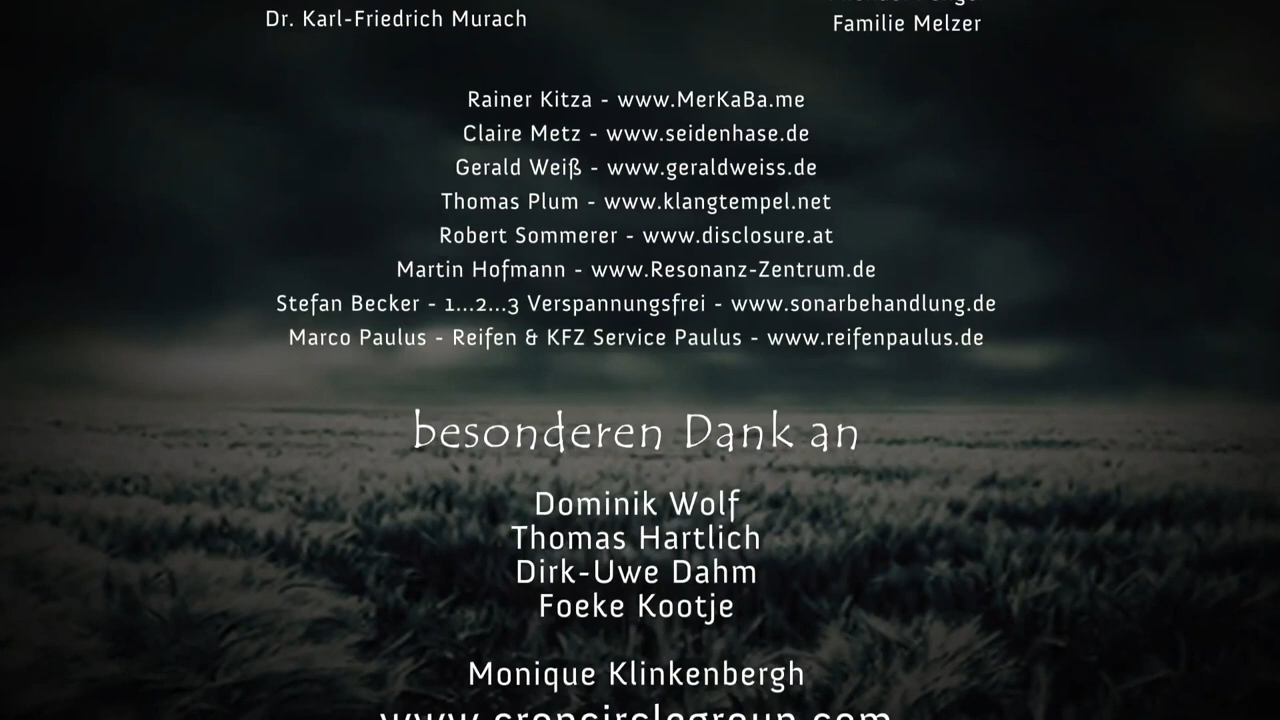 Dr. Karl-Friedrich Murach
Familie Melzer
Rainer Kitza - www.MerKaBa.me
Claire Metz - www.seidenhase.de
Gerald Weiß - www.geraldweiss.de
Thomas Plum - www.klangtempel.net
Robert Sommerer - www.disclosure.at
Martin Hofmann - www.Resonanz-Zentrum.de
Stefan Becker - 1...2...3 Verspannungsfrei - www.sonarbehandlung.de
Marco Paulus - Reifen & KFZ Service Paulus - www.reifenpaulus.de
besonderen Dank an
Dominik Wolf
Thomas Hartlich
Dirk-Uwe Dahm
Foeke Kootje
Monique Klinkenbergh
www.cropcirclegroup.com